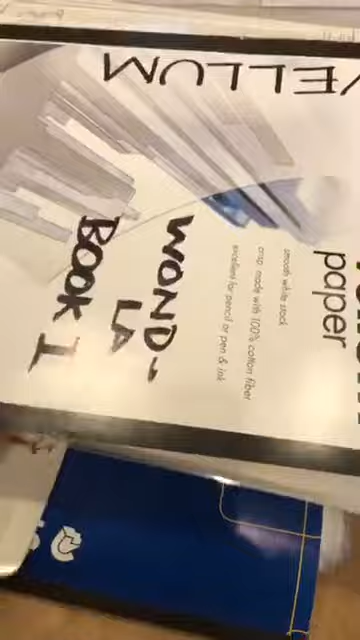 VELLUM
paper
smooth white stock
crisp, made with 100% cotton fiber
excellent for pencil or pen & ink
WOND-
LA
BOOK I